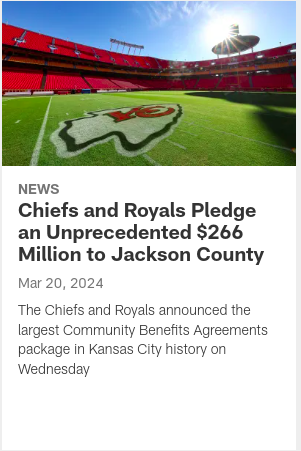 NEWS
Chiefs and Royals Pledge
an Unprecedented $266
Million to Jackson County
Mar 20, 2024
The Chiefs and Royals announced the
largest Community Benefits Agreements
package in Kansas City history on
Wednesday